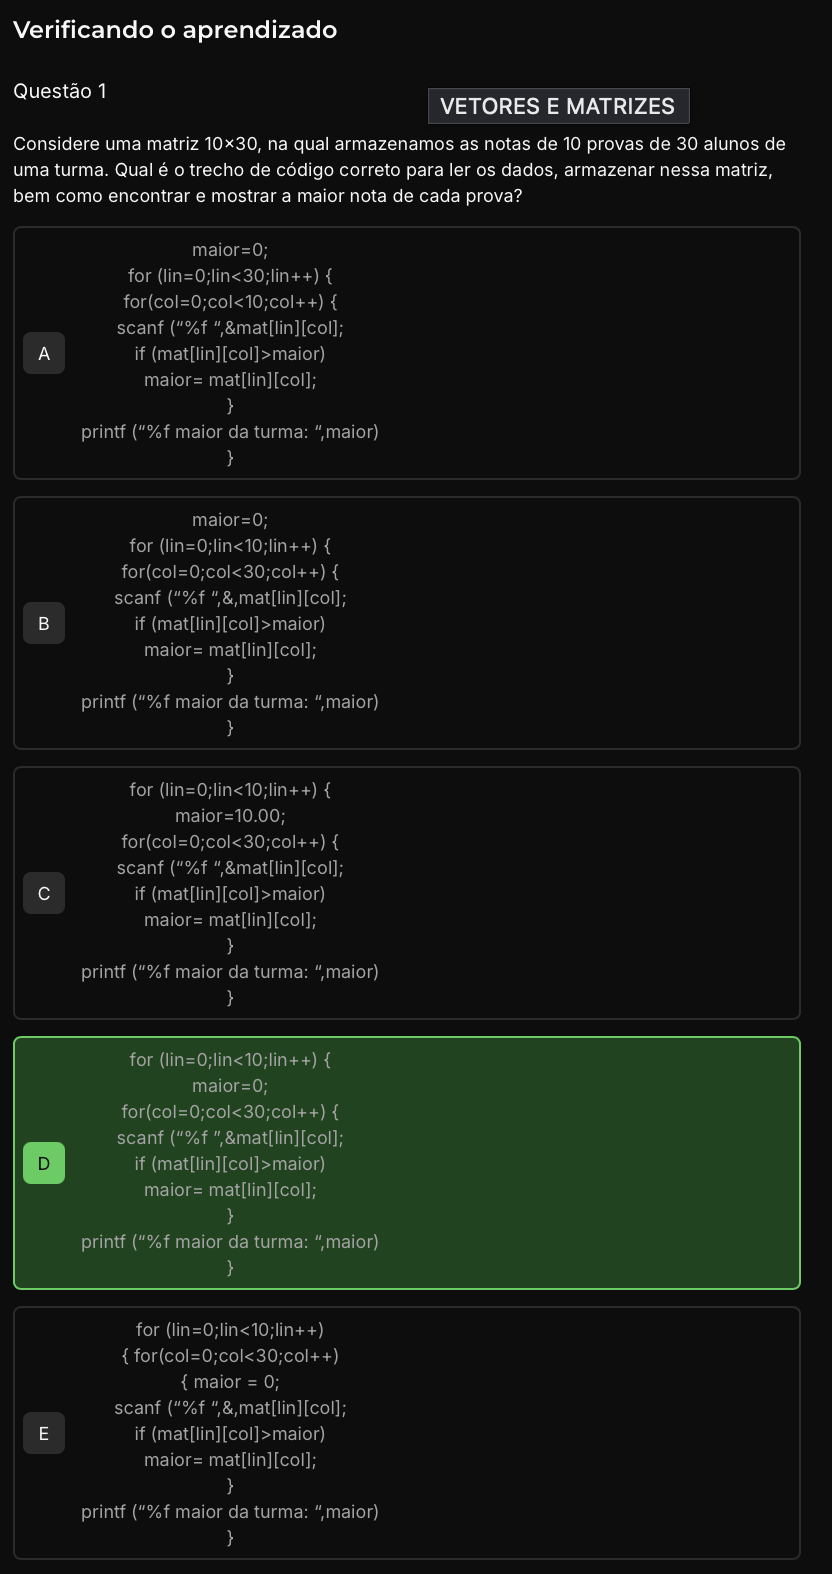 Verificando o aprendizado
Questão 1
VETORES E MATRIZES
Considere uma matriz 10×30, na qual armazenamos as notas de 10 provas de 30 alunos de
uma turma. Qual é o trecho de código correto para ler os dados, armazenar nessa matriz,
bem como encontrar e mostrar a maior nota de cada prova?
A
maior=0;
for (lin=0;lin<30;lin++) {
for(col=0;col<10;col++) {
scanf (“%f “,&mat[lin][col];
if (mat[lin][col]>maior)
maior= mat[lin][col];
}
printf (“%f maior da turma: “,maior)
}
B
maior=0;
for (lin=0;lin<10;lin++) {
for(col=0;col<30;col++) {
scanf (“%f “,&,mat[lin][col];
if (mat[lin][col]>maior)
maior= mat[lin][col];
}
printf (“%f maior da turma: “,maior)
}
C
for (lin=0;lin<10;lin++) {
maior=10.00;
for(col=0;col<30;col++) {
scanf (“%f “,&mat[lin][col];
if (mat[lin][col]>maior)
maior= mat[lin][col];
}
printf (“%f maior da turma: “,maior)
}
D
for (lin=0;lin<10;lin++) {
maior=0;
for(col=0;col<30;col++) {
scanf (“%f ”,&mat[lin][col];
if (mat[lin][col]>maior)
maior= mat[lin][col];
}
printf (“%f maior da turma: “,maior)
}
E
for (lin=0;lin<10;lin++)
{ for(col=0;col<30;col++)
{ maior = 0;
scanf (“%f “,&,mat[lin][col];
if (mat[lin][col]>maior)
maior= mat[lin][col];
}
printf (“%f maior da turma: “,maior)
}